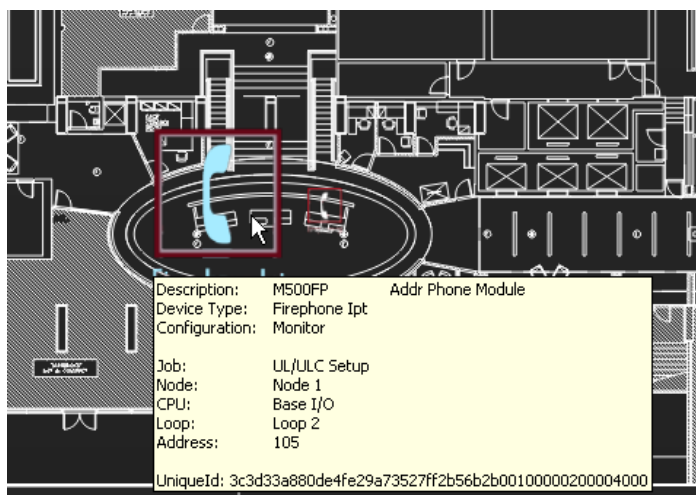 Description: M500FP Addr Phone Module
Device Type: Firephone Ipt
Configuration: Monitor
Job: UL/ULC Setup
Node: Node 1
CPU: Base I/O
Loop: Loop 2
Address: 105
UniqueId: 3c3d33a880de4fe29a73527ff2b56b2b00100000200004000